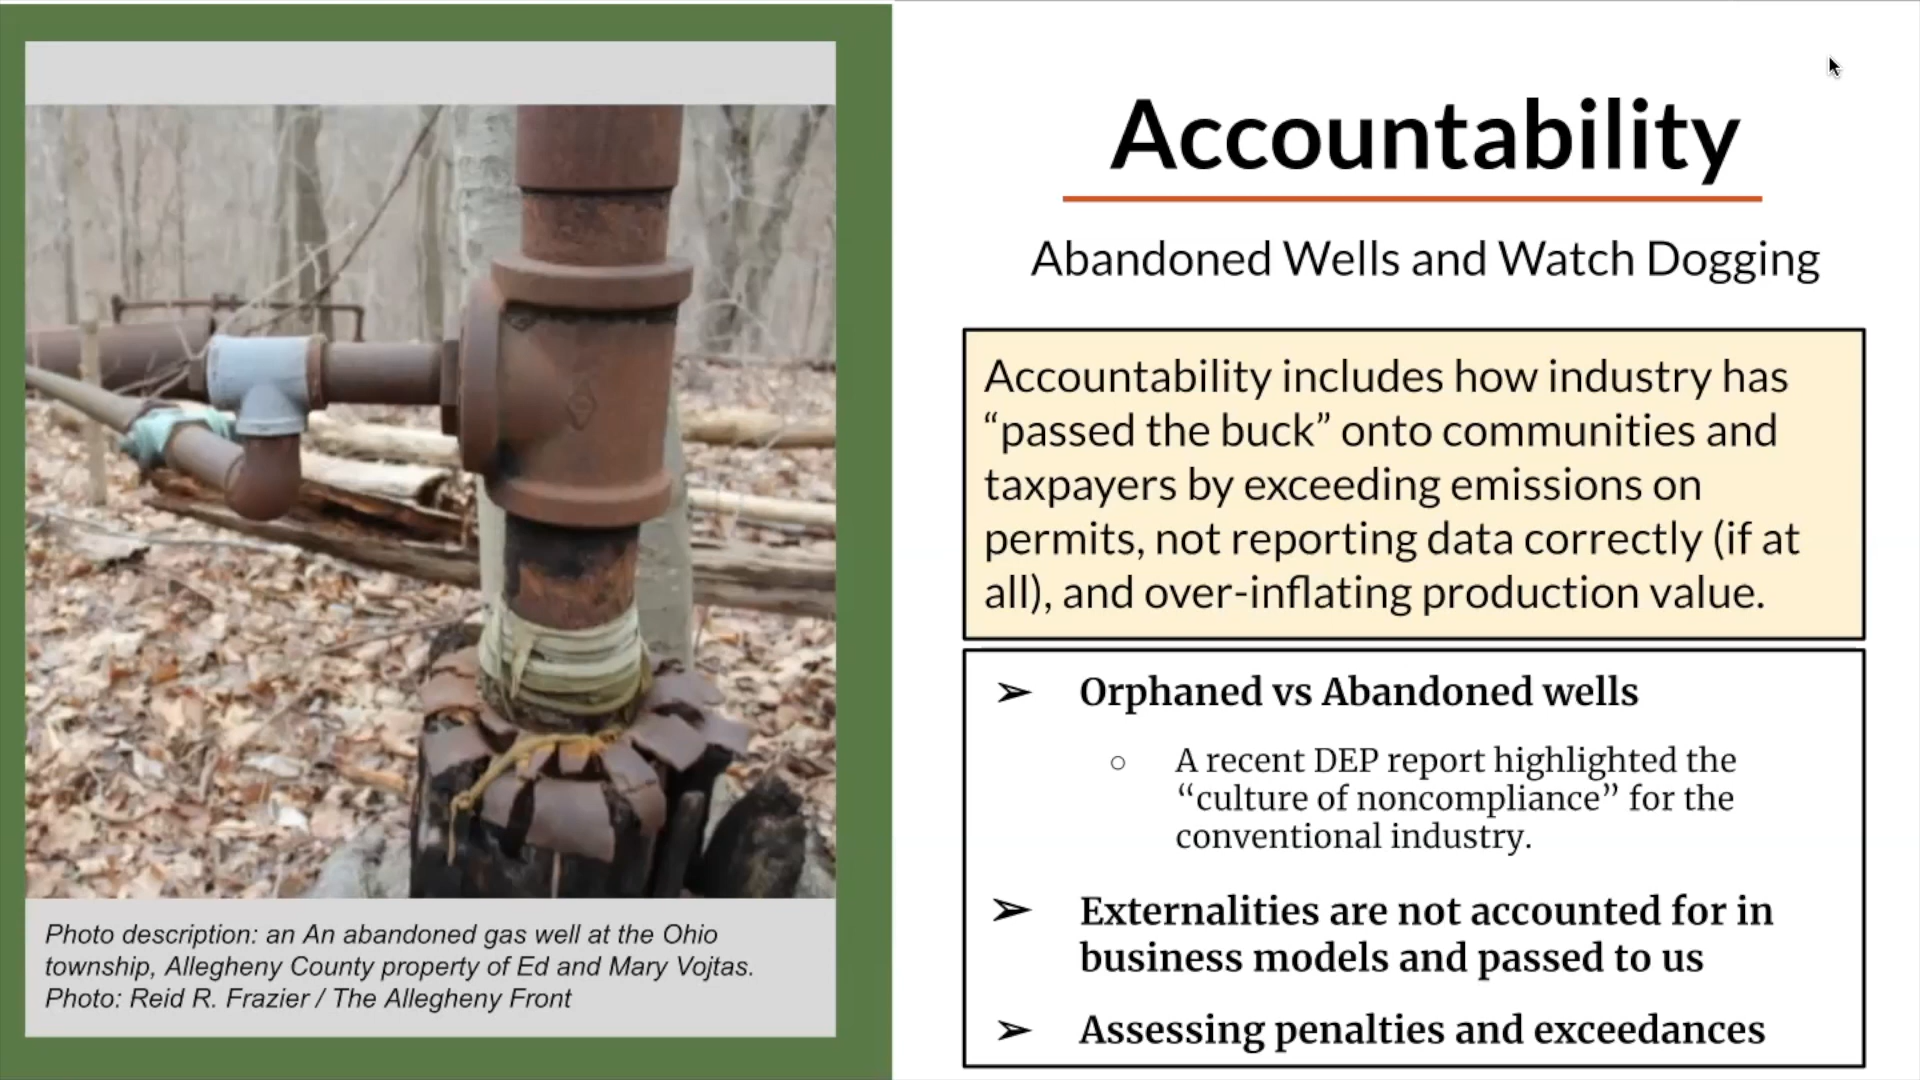 Accountability
Abandoned Wells and Watch Dogging
Accountability includes how industry has
“passed the buck” onto communities and
taxpayers by exceeding emissions on
permits, not reporting data correctly (if at
all), and over-inflating production value.
➢ Orphaned vs Abandoned wells
○ A recent DEP report highlighted the
“culture of noncompliance” for the
conventional industry.
➢ Externalities are not accounted for in
business models and passed to us
➢ Assessing penalties and exceedances
Photo description: an An abandoned gas well at the Ohio
township, Allegheny County property of Ed and Mary Vojtas.
Photo: Reid R. Frazier / The Allegheny Front